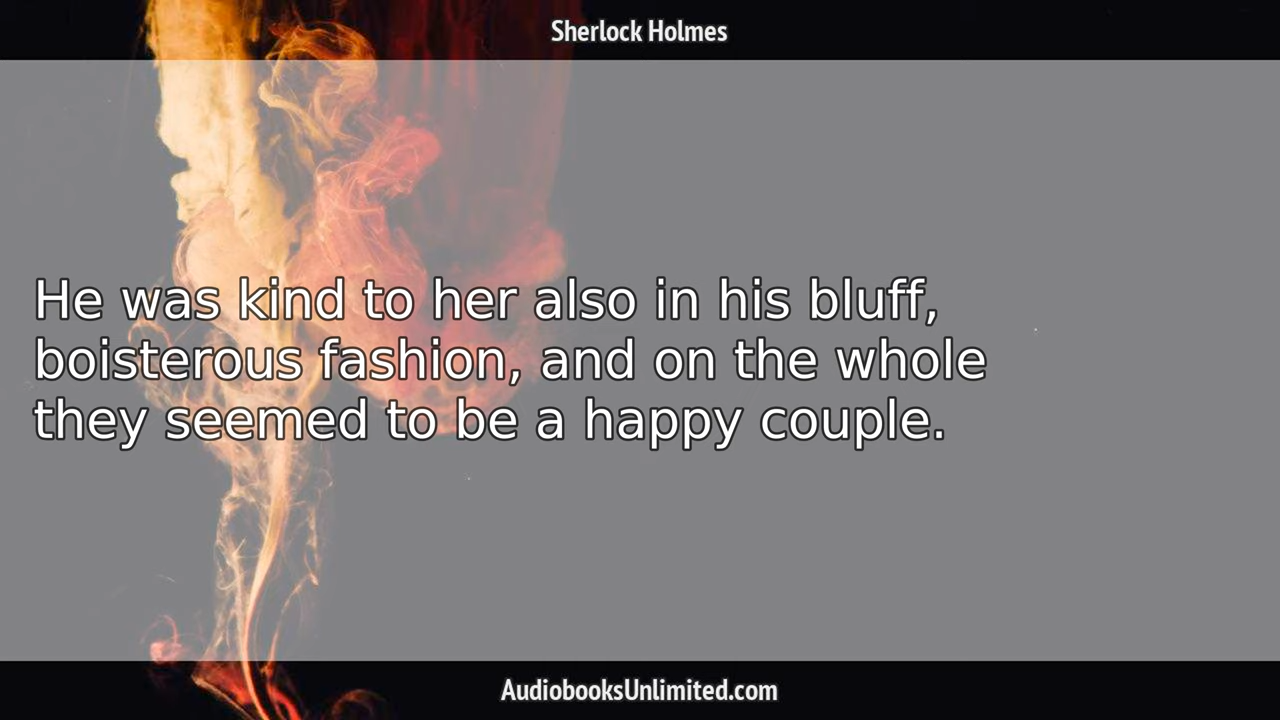 Sherlock Holmes
He was kind to her also in his bluff,
boisterous fashion, and on the whole
they seemed to be a happy couple.
AudiobooksUnlimited.com